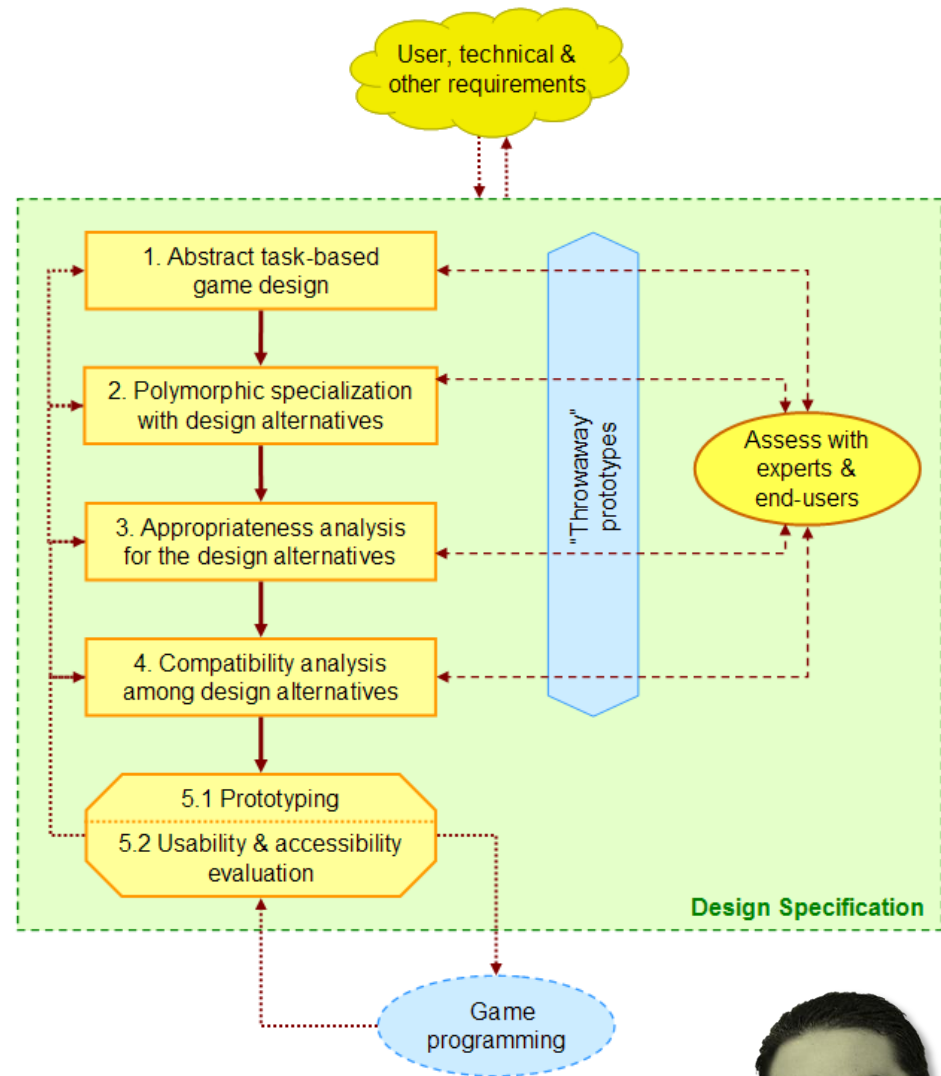 User, technical &
other requirements
1. Abstract task-based
game design
2. Polymorphic specialization
with design alternatives
"Throwaway"
prototypes
Assess with
experts &
end-users
3. Appropriateness analysis
for the design alternatives
4. Compatibility analysis
among design alternatives
5.1 Prototyping
5.2 Usability & accessibility
evaluation
Design Specification
Game
programming